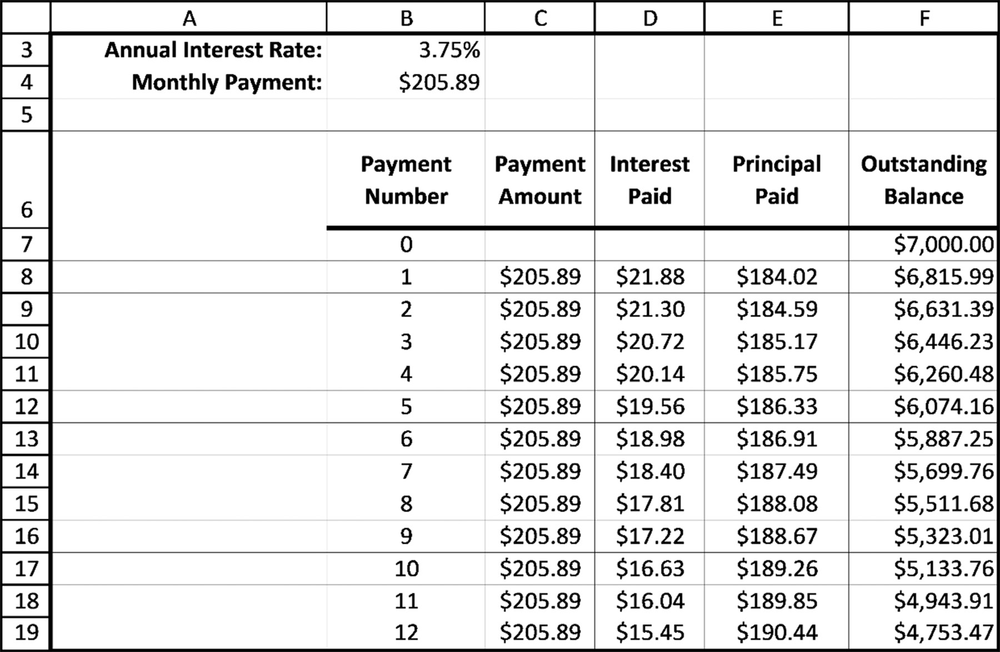 A B C D E F
3 Annual Interest Rate: 3.75%
4 Monthly Payment: $205.89
5
Payment Payment Interest Principal Outstanding
Number Amount Paid Paid Balance
6
7 0 $7,000.00
8 1 $205.89 $21.88 $184.02 $6,815.99
9 2 $205.89 $21.30 $184.59 $6,631.39
10 3 $205.89 $20.72 $185.17 $6,446.23
11 4 $205.89 $20.14 $185.75 $6,260.48
12 5 $205.89 $19.56 $186.33 $6,074.16
13 6 $205.89 $18.98 $186.91 $5,887.25
14 7 $205.89 $18.40 $187.49 $5,699.76
15 8 $205.89 $17.81 $188.08 $5,511.68
16 9 $205.89 $17.22 $188.67 $5,323.01
17 10 $205.89 $16.63 $189.26 $5,133.76
18 11 $205.89 $16.04 $189.85 $4,943.91
19 12 $205.89 $15.45 $190.44 $4,753.47